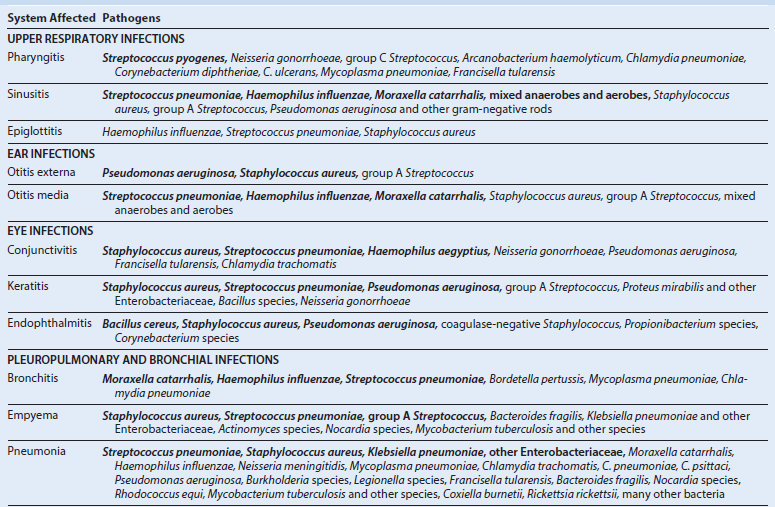 System Affected Pathogens
UPPER RESPIRATORY INFECTIONS
Pharyngitis Streptococcus pyogenes, Neisseria gonorrhoeae, group C Streptococcus, Arcanobacterium haemolyticum, Chlamydia pneumoniae,
Corynebacterium diphtheriae, C. ulcerans, Mycoplasma pneumoniae, Francisella tularensis
Sinusitis Streptococcus pneumoniae, Haemophilus influenzae, Moraxella catarrhalis, mixed anaerobes and aerobes, Staphylococcus
aureus, group A Streptococcus, Pseudomonas aeruginosa and other gram-negative rods
Epiglottitis Haemophilus influenzae, Streptococcus pneumoniae, Staphylococcus aureus
EAR INFECTIONS
Otitis externa Pseudomonas aeruginosa, Staphylococcus aureus, group A Streptococcus
Otitis media Streptococcus pneumoniae, Haemophilus influenzae, Moraxella catarrhalis, Staphylococcus aureus, group A Streptococcus, mixed
anaerobes and aerobes
EYE INFECTIONS
Conjunctivitis Staphylococcus aureus, Streptococcus pneumoniae, Haemophilus aegyptius, Neisseria gonorrhoeae, Pseudomonas aeruginosa,
Francisella tularensis, Chlamydia trachomatis
Keratitis Staphylococcus aureus, Streptococcus pneumoniae, Pseudomonas aeruginosa, group A Streptococcus, Proteus mirabilis and other
Enterobacteriaceae, Bacillus species, Neisseria gonorrhoeae
Endophthalmitis Bacillus cereus, Staphylococcus aureus, Pseudomonas aeruginosa, coagulase-negative Staphylococcus, Propionibacterium species,
Corynebacterium species
PLEUROPULMONARY AND BRONCHIAL INFECTIONS
Bronchitis Moraxella catarrhalis, Haemophilus influenzae, Streptococcus pneumoniae, Bordetella pertussis, Mycoplasma pneumoniae, Chla-
mydia pneumoniae
Empyema Staphylococcus aureus, Streptococcus pneumoniae, group A Streptococcus, Bacteroides fragilis, Klebsiella pneumoniae and other
Enterobacteriaceae, Actinomyces species, Nocardia species, Mycobacterium tuberculosis and other species
Pneumonia Streptococcus pneumoniae, Staphylococcus aureus, Klebsiella pneumoniae, other Enterobacteriaceae, Moraxella catarrhalis,
Haemophilus influenzae, Neisseria meningitidis, Mycoplasma pneumoniae, Chlamydia trachomatis, C. pneumoniae, C. psittaci,
Pseudomonas aeruginosa, Burkholderia species, Legionella species, Francisella tularensis, Bacteroides fragilis, Nocardia species,
Rhodococcus equi, Mycobacterium tuberculosis and other species, Coxiella burnetii, Rickettsia rickettsii, many other bacteria